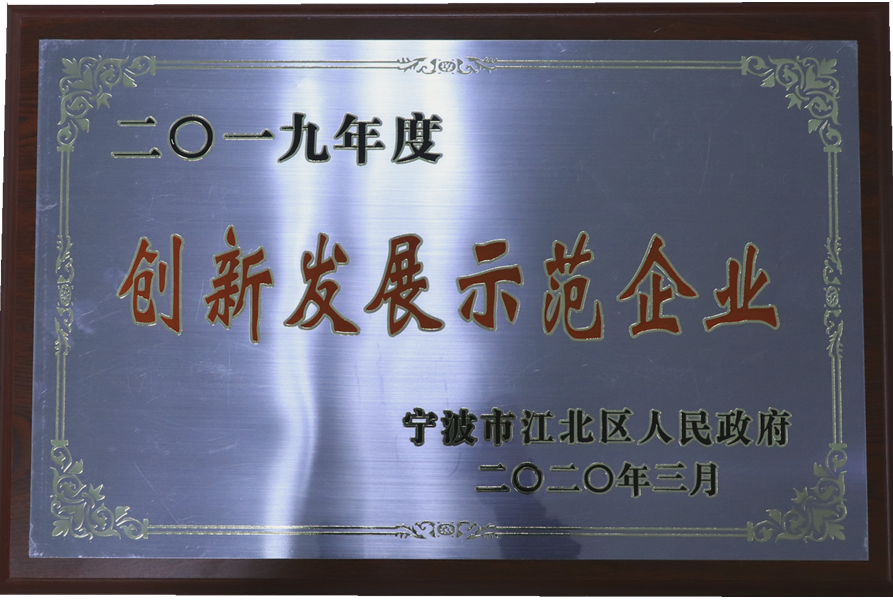 二〇一九年度
创新发展示范企业
宁波市江北区人民政府
二〇二〇年三月